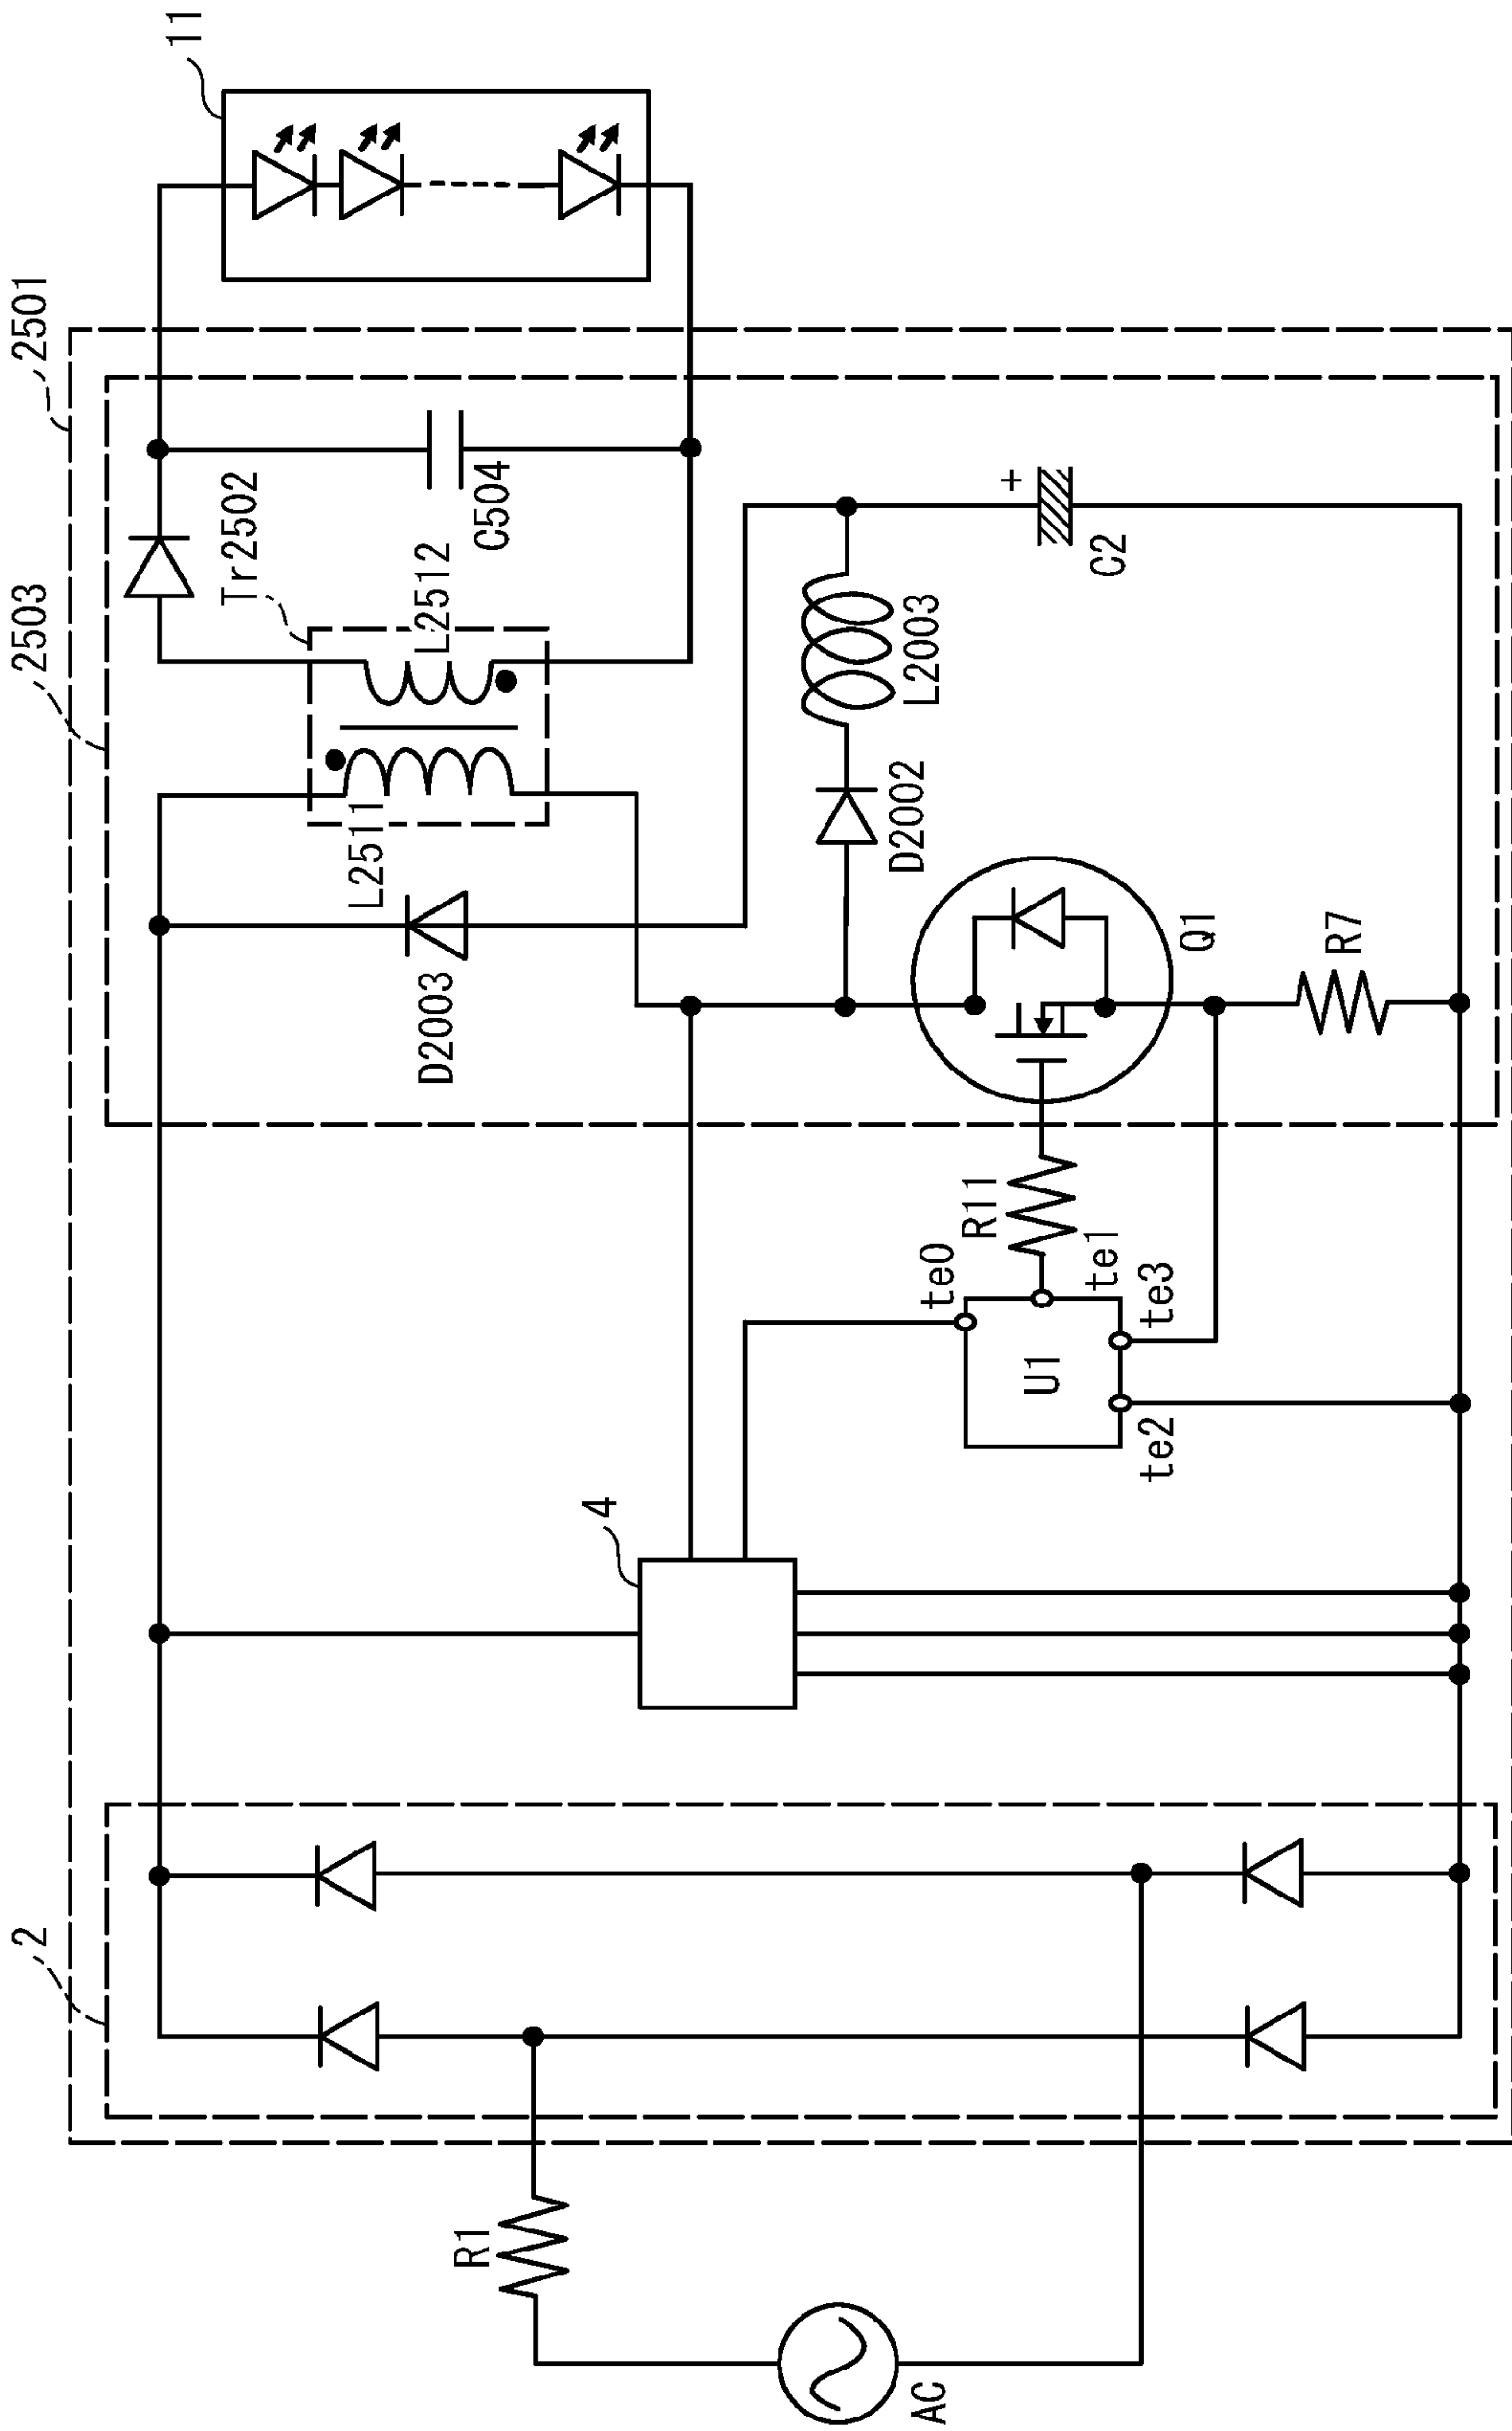 2501
2503
2
11
Tr2502
L2511
L2512
C504
D2003
L2003
D2002
C2
Q1
R7
R11
te0
te1
te3
te2
U1
4
R1
AC
+